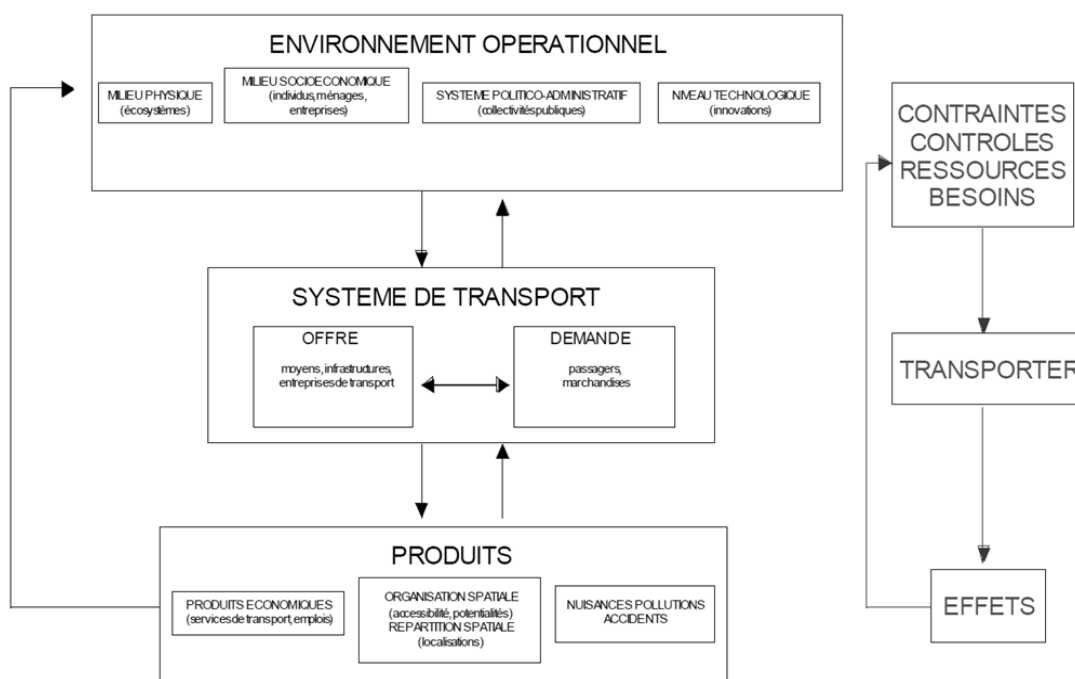 ENVIRONNEMENT OPERATIONNEL
MILIEU PHYSIQUE
(écosystèmes)
MILIEU SOCIOECONOMIQUE
(individus, ménages,
entreprises)
SYSTEME POLITICO-ADMINISTRATIF
(collectivités publiques)
NIVEAU TECHNOLOGIQUE
(innovations)
SYSTEME DE TRANSPORT
OFFRE
moyens, infrastrudures,
entreprises de transport
DEMANDE
passagers,
marchandises
PRODUITS
PRODUITS ECONOMIQUES
(services de transport, emplois)
ORGANISATION SPATIALE
(accessibilité, potentialités)
REPARTITION SPATIALE
(localisations)
NUISANCES POLLUTIONS
ACCIDENTS
CONTRAINTES
CONTROLES
RESSOURCES
BESOINS
TRANSPORTER
EFFETS